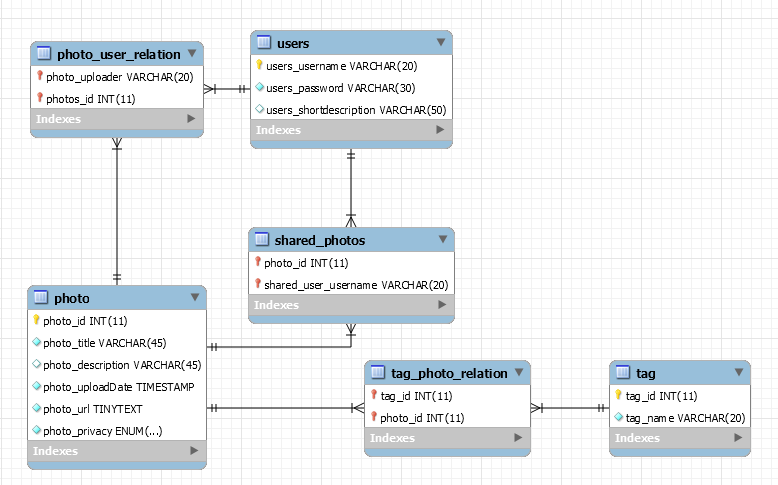 photo_user_relation
photo_uploader VARCHAR(20)
photos_id INT(11)
Indexes
users
users_username VARCHAR(20)
users_password VARCHAR(30)
users_shortdescription VARCHAR(50)
Indexes
shared_photos
photo_id INT(11)
shared_user_username VARCHAR(20)
Indexes
photo
photo_id INT(11)
photo_title VARCHAR(45)
photo_description VARCHAR(45)
photo_uploadDate TIMESTAMP
photo_url TINYTEXT
photo_privacy ENUM(...)
Indexes
tag_photo_relation
tag_id INT(11)
photo_id INT(11)
Indexes
tag
tag_id INT(11)
tag_name VARCHAR(20)
Indexes